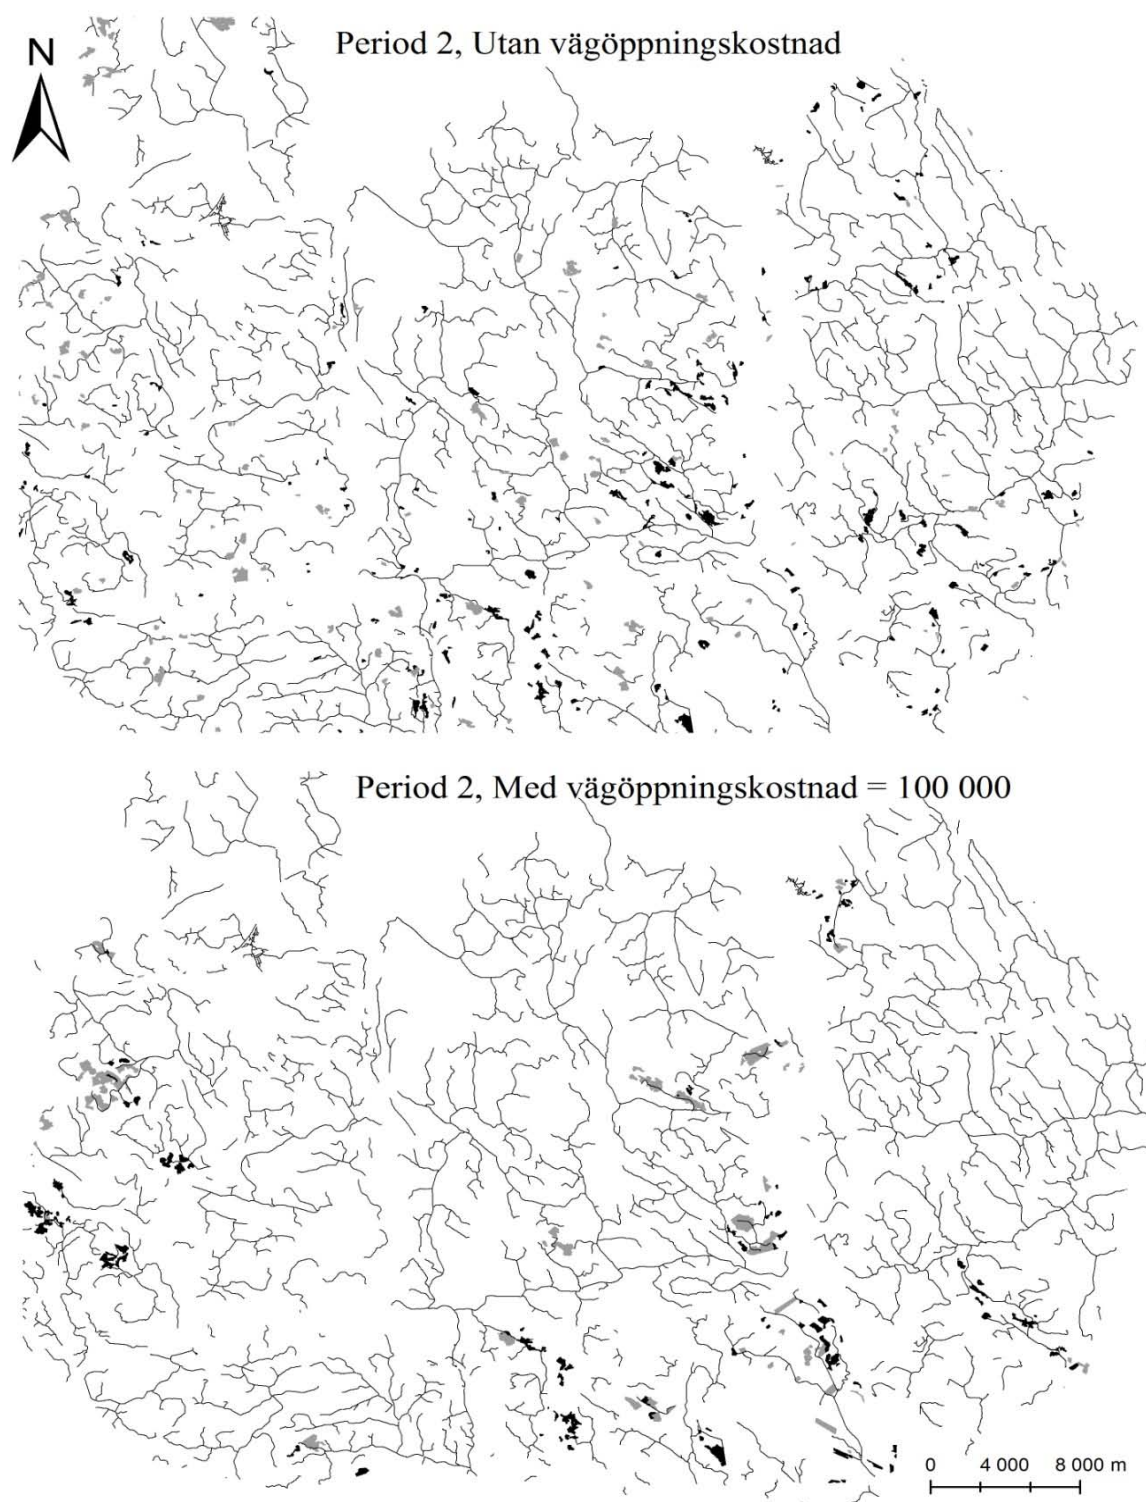 Period 2, Utan vägöppningskostnad
N
Period 2, Med vägöppningskostnad = 100 000
0 4 000 8 000 m